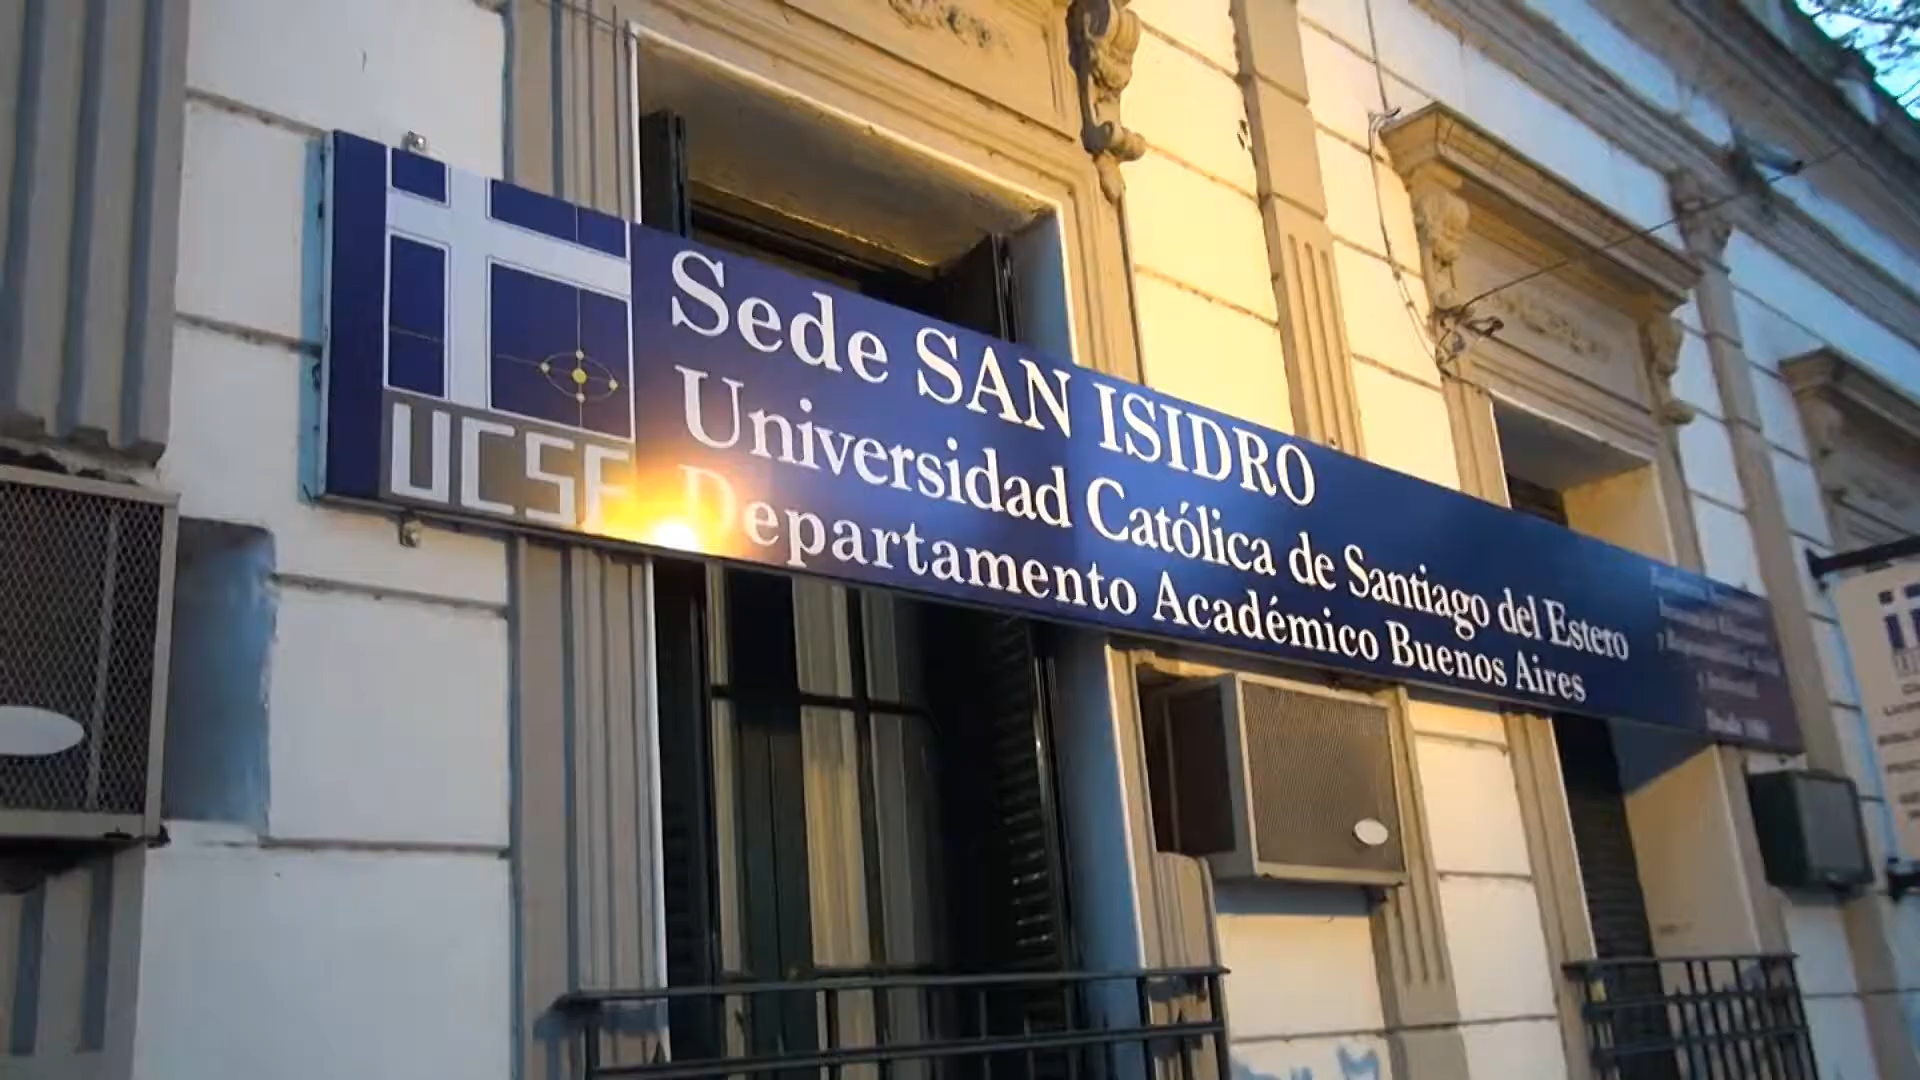 UCSE
Sede SAN ISIDRO
Universidad Católica de Santiago del Estero
Departamento Académico Buenos Aires